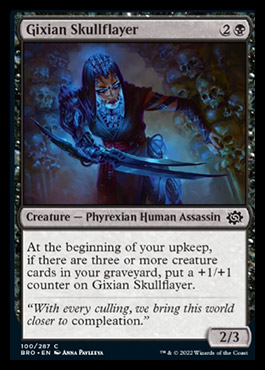 Gixian Skullflayer 2
Creature — Phyrexian Human Assassin
At the beginning of your upkeep,
if there are three or more creature
cards in your graveyard, put a +1/+1
counter on Gixian Skullflayer.
“With every culling, we bring this world
closer to compleation.”
2/3
100/287 C
BRO • EN Anna Pavleeva
™ & © 2022 Wizards of the Coast